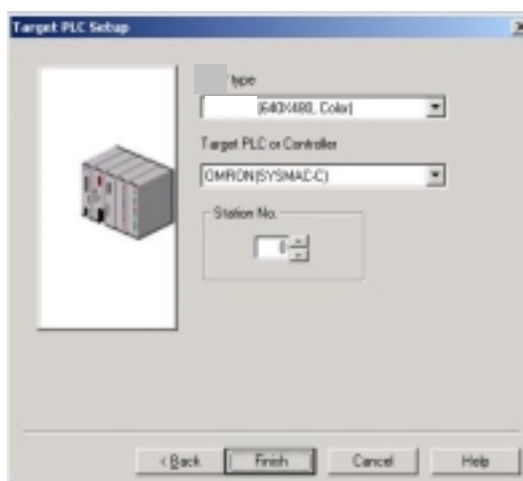 Target PLC Setup
type
(640X480, Color)
Target PLC or Controller
OMRON(SYSMAC-C)
Station No.
0
< Back Finish Cancel Help